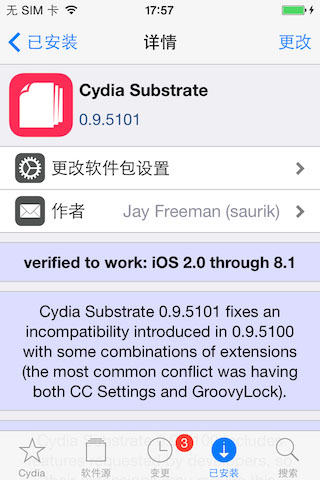 无 SIM 卡 17:57
已安装 详情 更改
Cydia Substrate
0.9.5101
更改软件包设置
作者 Jay Freeman (saurik)
verified to work: iOS 2.0 through 8.1
Cydia Substrate 0.9.5101 fixes an
incompatibility introduced in 0.9.5100
with some combinations of extensions
(the most common conflict was having
both CC Settings and GroovyLock).
3
Cydia 软件源 变更 已安装 搜索